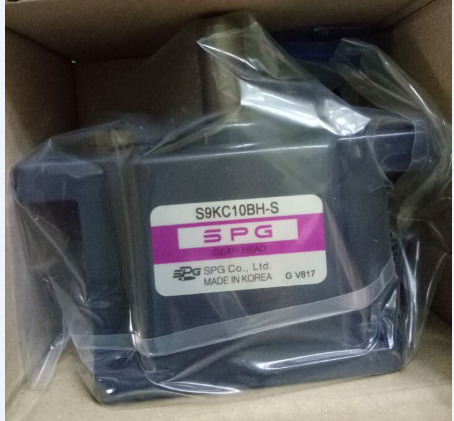 S9KC10BH-S
SPG
GEAR HEAD
SPG SPG Co., Ltd.
MADE IN KOREA G V817